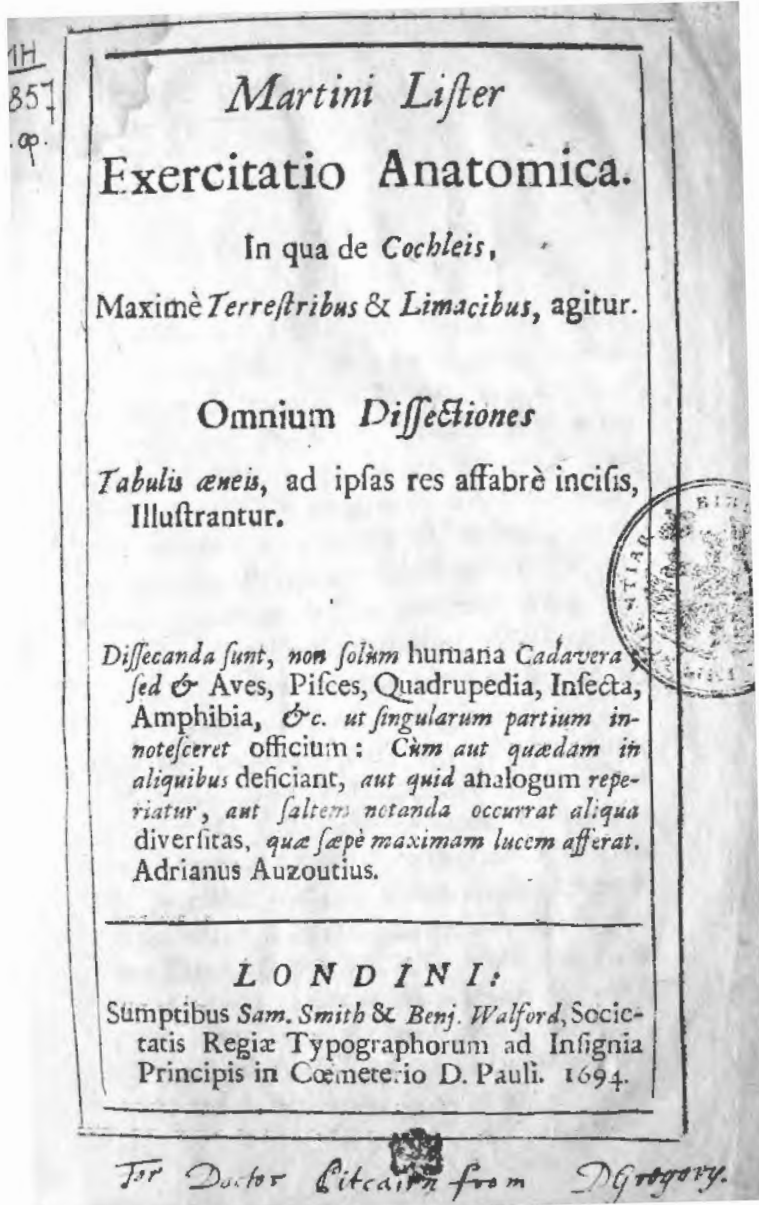 MH
857
.op.
Martini Liſter
Exercitatio Anatomica.
In qua de Cochleis,
Maximè Terreſtribus & Limacibus, agitur.
Omnium Diſſectiones
Tabulis æneis, ad ipſas res affabrè inciſis,
Illuſtrantur.
Diſſecanda ſunt, non ſolùm humana Cadavera,
ſed & Aves, Piſces, Quadrupedia, Inſecta,
Amphibia, &c. ut ſingularum partium in-
noteſceret officium: Cùm aut quædam in
aliquibus deficiant, aut quid analogum repe-
riatur, aut ſaltem notanda occurrat aliqua
diverſitas, quæ ſæpè maximam lucem afferat.
Adrianus Auzoutius.
LONDINI:
Sumptibus Sam. Smith & Benj. Walford, Socie-
tatis Regiæ Typographorum ad Inſignia
Principis in Cœmeterio D. Pauli. 1694.
For Doctor Pitcairn from DGregory.